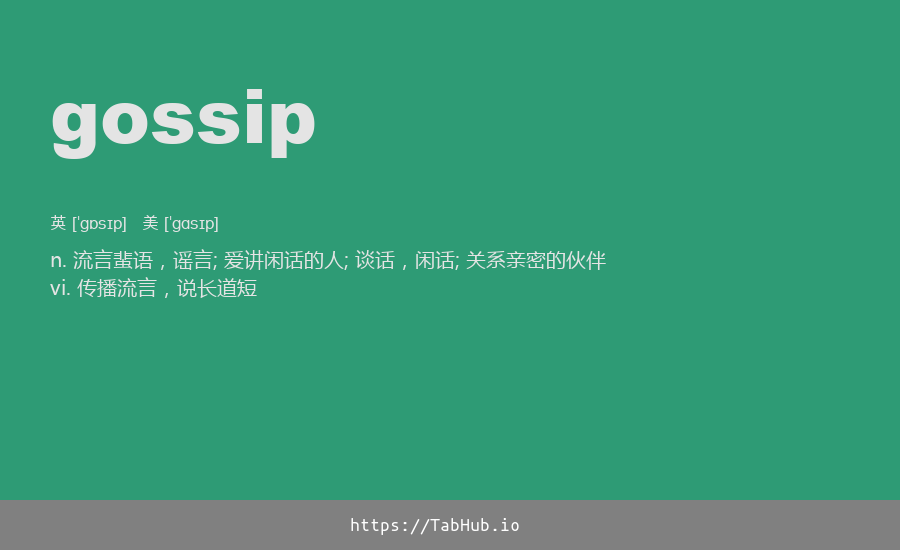 gossip
英 [ˈɡɒsɪp] 美 [ˈɡɑsɪp]
n. 流言蜚语，谣言; 爱讲闲话的人; 谈话，闲话; 关系亲密的伙伴
vi. 传播流言，说长道短
https://TabHub.io